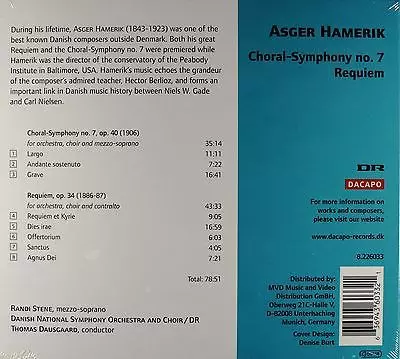 During his lifetime, ASGER HAMERIK (1843-1923) was one of the
best known Danish composers outside Denmark. Both his great
Requiem and the Choral-Symphony no. 7 were premiered while
Hamerik was the director of the conservatory of the Peabody
Institute in Baltimore, USA. Hamerik's music echoes the grandeur
of the composer's admired teacher, Hector Berlioz, and forms an
important link in Danish music history between Niels W. Gade
and Carl Nielsen.
Choral-Symphony no. 7, op. 40 (1906)
for orchestra, choir and mezzo-soprano 35:14
1 Largo 11:11
2 Andante sostenuto 7:22
3 Grave 16:41
Requiem, op. 34 (1886-87)
for orchestra, choir and contralto 43:33
4 Requiem et Kyrie 9:05
5 Dies irae 16:59
6 Offertorium 6:03
7 Sanctus 4:05
8 Agnus Dei 7:21
Total: 78:51
RANDI STENE, mezzo-soprano
DANISH NATIONAL SYMPHONY ORCHESTRA AND CHOIR / DR
THOMAS DAUSGAARD, conductor
ASGER HAMERIK
Choral-Symphony no. 7
Requiem
DR
DACAPO
For more information on
works and composers,
please visit our website
www.dacapo-records.dk
8.226033
Distributed by:
MVD Music and Video
Distribution GmbH,
Oberweg 21C-Halle V,
D-82008 Unterhaching
Munich, Germany
Cover Design:
Denise Burt